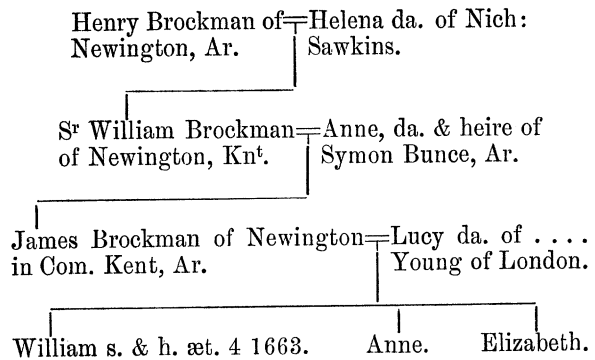 Henry Brockman of Newington, Ar.
Helena da. of Nich: Sawkins.
Sr William Brockman of Newington, Knt.
Anne, da. & heire of Symon Bunce, Ar.
James Brockman of Newington in Com. Kent, Ar.
Lucy da. of .... Young of London.
William s. & h. æt. 4 1663.
Anne.
Elizabeth.